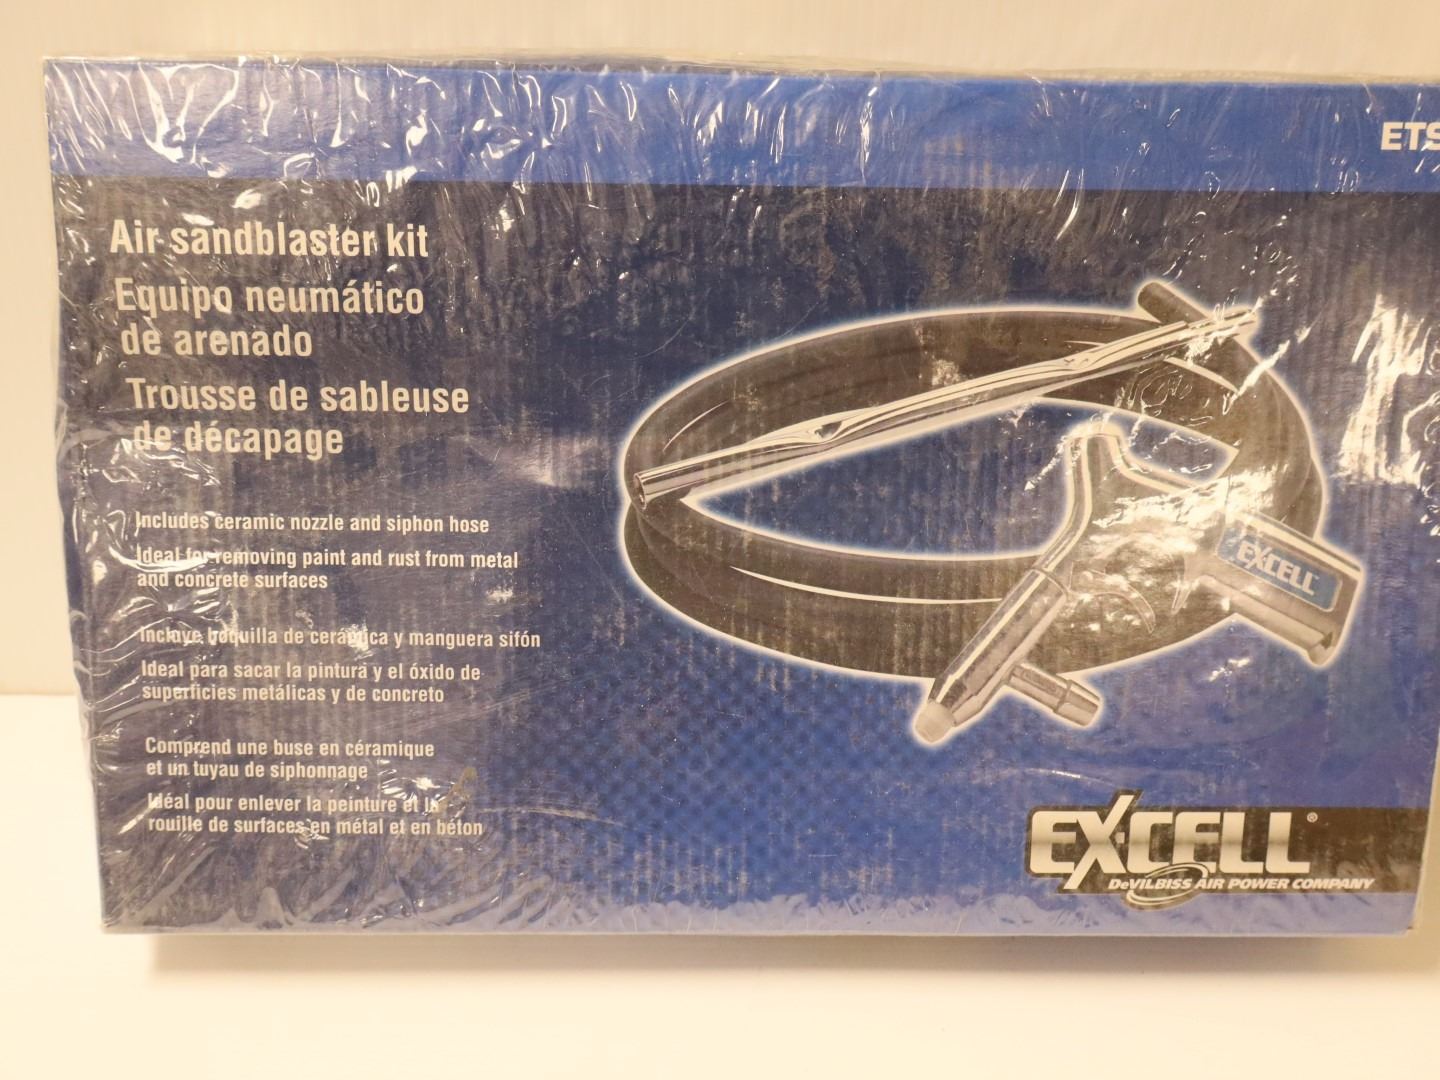 ETS
Air sandblaster kit
Equipo neumático
de arenado
Trousse de sableuse
de décapage
Includes ceramic nozzle and siphon hose
Ideal for removing paint and rust from metal
and concrete surfaces
Incluye boquilla de cerámica y manguera sifón
Ideal para sacar la pintura y el óxido de
superficies metálicas y de concreto
Comprend une buse en céramique
et un tuyau de siphonnage
Idéal pour enlever la peinture et la
rouille de surfaces en métal et en béton
EXCELL
EX-CELL®
DeVILBISS AIR POWER COMPANY